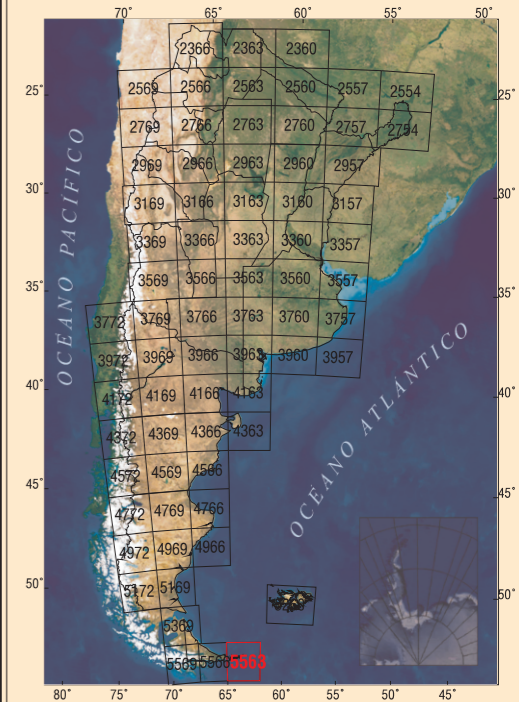 70° 65° 60° 55° 50°
2366 2363 2360
25° 2569 2566 2563 2560 2557 2554 25°
2769 2766 2763 2760 2757 2754
2969 2966 2963 2960 2957
30° 3169 3166 3163 3160 3157 30°
3369 3366 3363 3360 3357
35° 3569 3566 3563 3560 3557 35°
3772 3769 3766 3763 3760 3757
3972 3969 3966 3963 3960 3957
40° 4172 4169 4166 4163 40°
4372 4369 4366 4363
4572 4569 4566
45° 4772 4769 4766 45°
4972 4969 4966
50° 5172 5169 50°
5369
5569 5566 5563
80° 75° 70° 65° 60° 55° 50° 45°
OCEANO PACÍFICO
OCEANO ATLÁNTICO